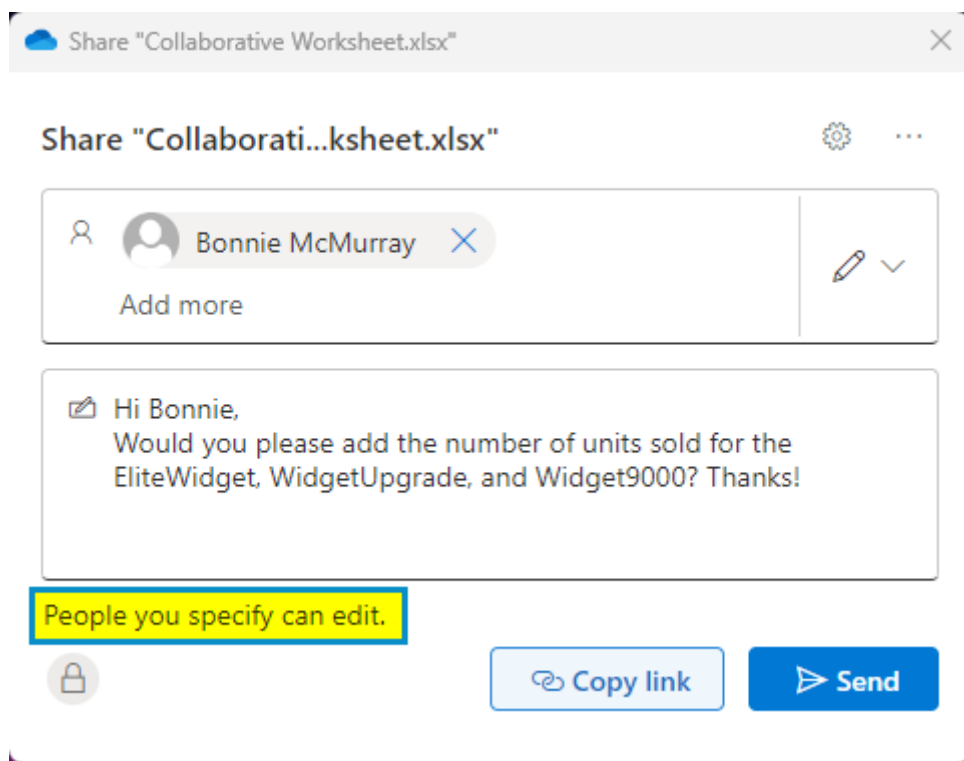 Share "Collaborative Worksheet.xlsx"
Share "Collaborati...ksheet.xlsx"
Bonnie McMurray
Add more
Hi Bonnie,
Would you please add the number of units sold for the
EliteWidget, WidgetUpgrade, and Widget9000? Thanks!
People you specify can edit.
Copy link
Send